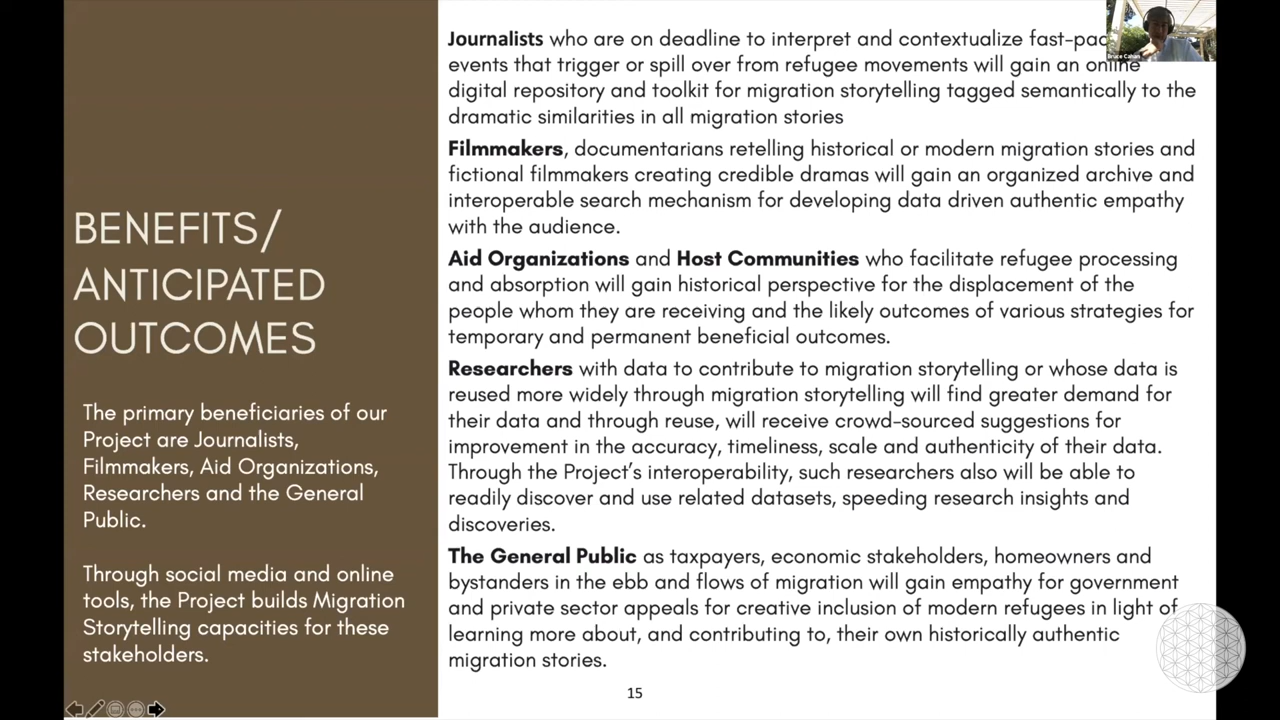 BENEFITS/
ANTICIPATED
OUTCOMES
The primary beneficiaries of our
Project are Journalists,
Filmmakers, Aid Organizations,
Researchers and the General
Public.
Through social media and online
tools, the Project builds Migration
Storytelling capacities for these
stakeholders.
Journalists who are on deadline to interpret and contextualize
events that trigger or spill over from refugee movements will gain an online
digital repository and toolkit for migration storytelling tagged semantically to the
dramatic similarities in all migration stories
Filmmakers, documentarians retelling historical or modern migration stories and
fictional filmmakers creating credible dramas will gain an organized archive and
interoperable search mechanism for developing data driven authentic empathy
with the audience.
Aid Organizations and Host Communities who facilitate refugee processing
and absorption will gain historical perspective for the displacement of the
people whom they are receiving and the likely outcomes of various strategies for
temporary and permanent beneficial outcomes.
Researchers with data to contribute to migration storytelling or whose data is
reused more widely through migration storytelling will find greater demand for
their data and through reuse, will receive crowd-sourced suggestions for
improvement in the accuracy, timeliness, scale and authenticity of their data.
Through the Project's interoperability, such researchers also will be able to
readily discover and use related datasets, speeding research insights and
discoveries.
The General Public as taxpayers, economic stakeholders, homeowners and
bystanders in the ebb and flows of migration will gain empathy for government
and private sector appeals for creative inclusion of modern refugees in light of
learning more about, and contributing to, their own historically authentic
migration stories.
15
Bruce Cahan